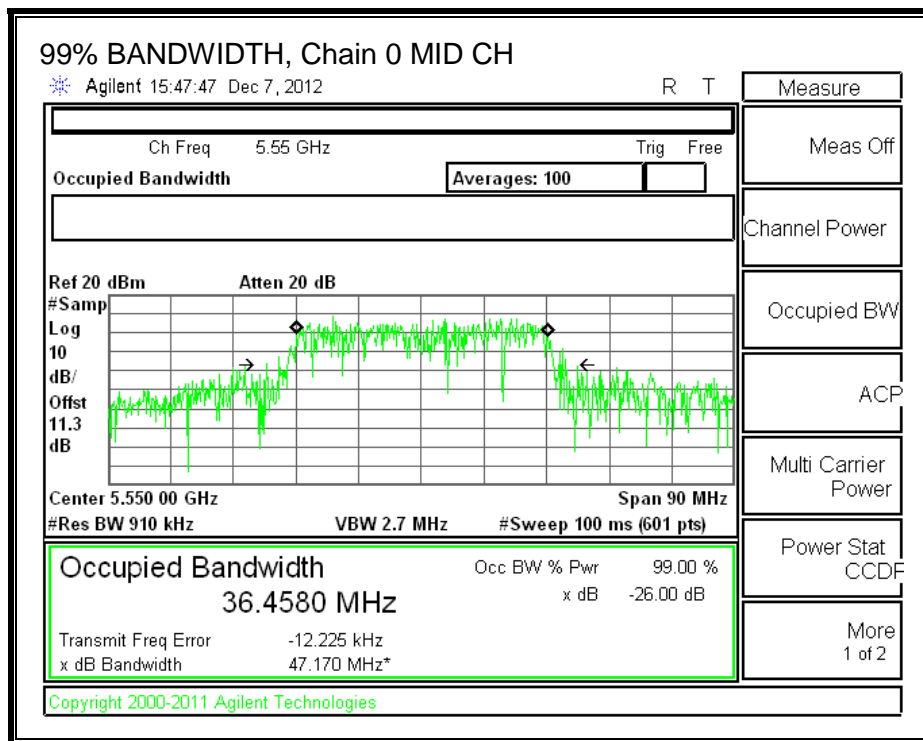 99% BANDWIDTH, Chain 0 MID CH
Agilent 15:47:47 Dec 7, 2012 R T
Measure
Ch Freq 5.55 GHz Trig Free
Occupied Bandwidth Averages: 100
Meas Off
Channel Power
Occupied BW
ACP
Multi Carrier
Power
Power Stat
CCDF
More
1 of 2
Ref 20 dBm Atten 20 dB
#Samp
Log
10
dB/
Offst
11.3
dB
Center 5.550 00 GHz Span 90 MHz
#Res BW 910 kHz VBW 2.7 MHz #Sweep 100 ms (601 pts)
Occupied Bandwidth Occ BW % Pwr 99.00 %
36.4580 MHz x dB -26.00 dB
Transmit Freq Error -12.225 kHz
x dB Bandwidth 47.170 MHz*
Copyright 2000-2011 Agilent Technologies